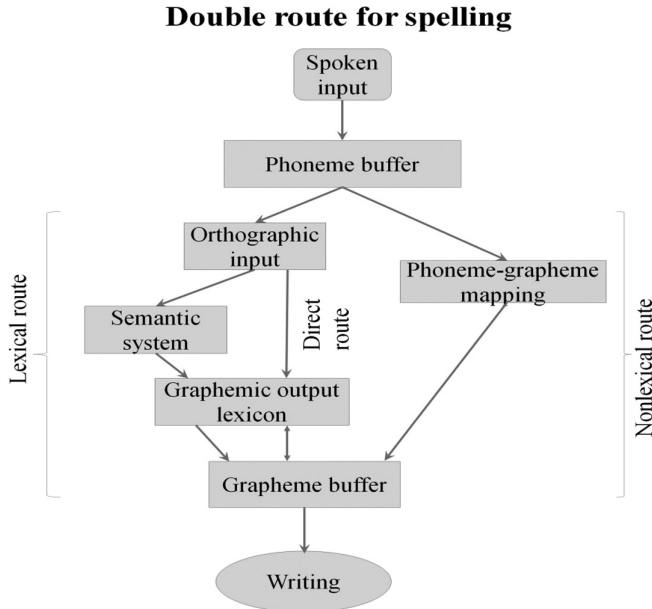 Double route for spelling
Spoken
input
Phoneme buffer
Orthographic
input
Phoneme-grapheme
mapping
Semantic
system
Direct
route
Graphemic output
lexicon
Grapheme buffer
Writing
Lexical route
Nonlexical route